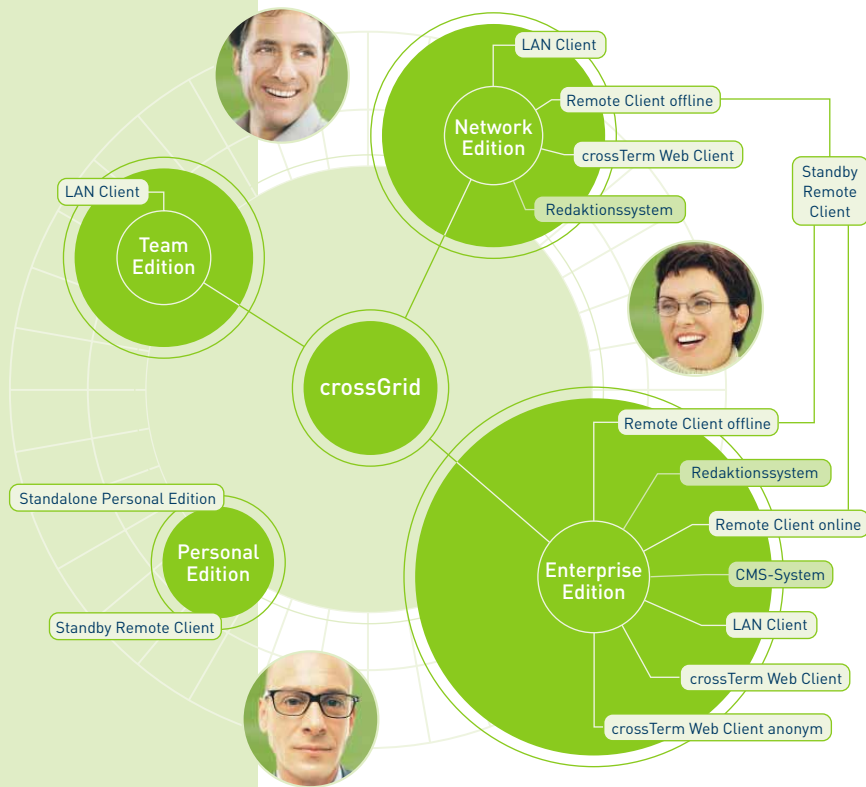 LAN Client
Remote Client offline
Network
Edition
crossTerm Web Client
Redaktionssystem
Standby
Remote
Client
LAN Client
Team
Edition
crossGrid
Remote Client offline
Redaktionssystem
Standalone Personal Edition
Remote Client online
Personal
Edition
Enterprise
Edition
CMS-System
Standby Remote Client
LAN Client
crossTerm Web Client
crossTerm Web Client anonym